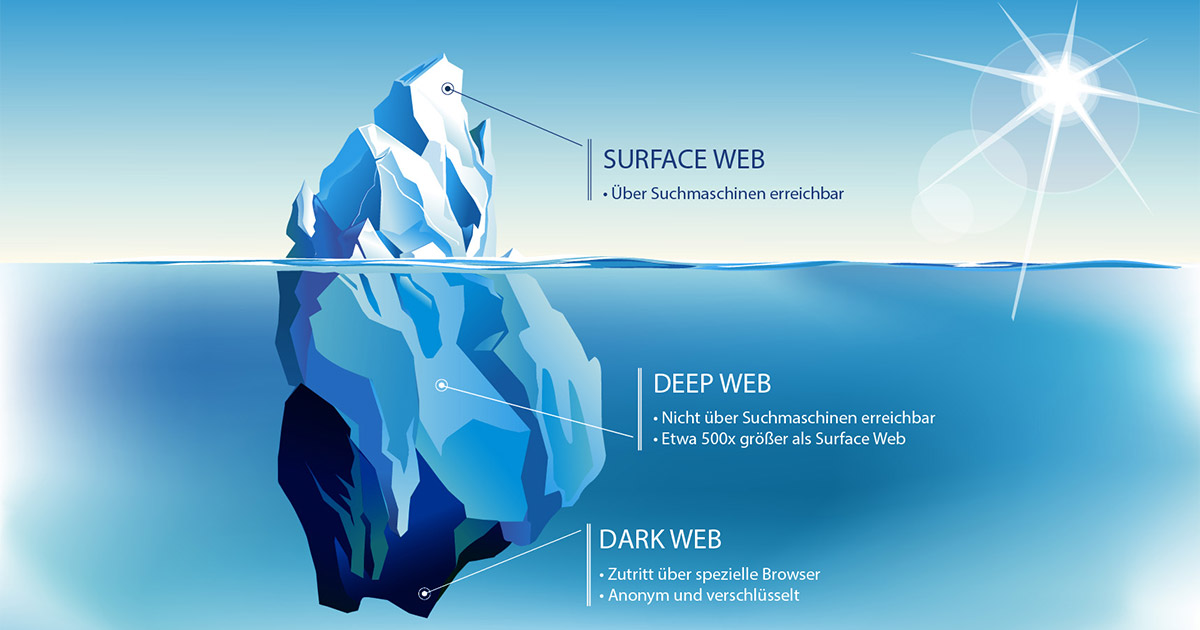 SURFACE WEB
• Über Suchmaschinen erreichbar
DEEP WEB
• Nicht über Suchmaschinen erreichbar
• Etwa 500x größer als Surface Web
DARK WEB
• Zutritt über spezielle Browser
• Anonym und verschlüsselt